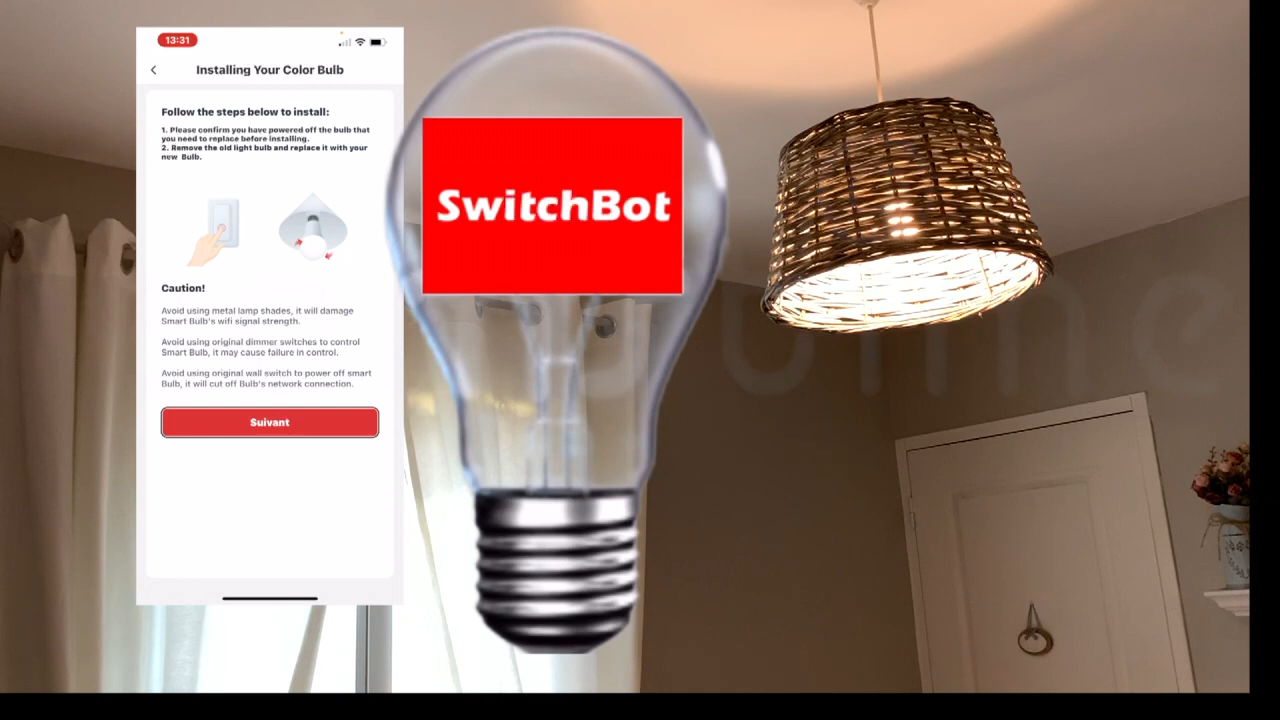 13:31
Installing Your Color Bulb
Follow the steps below to install:
1. Please confirm you have powered off the bulb that
you need to replace before installing.
2. Remove the old light bulb and replace it with your
new Bulb.
Caution!
Avoid using metal lamp shades, it will damage
Smart Bulb's wifi signal strength.
Avoid using original dimmer switches to control
Smart Bulb, it may cause failure in control.
Avoid using original wall switch to power off smart
Bulb, it will cut off Bulb's network connection.
Suivant
SwitchBot